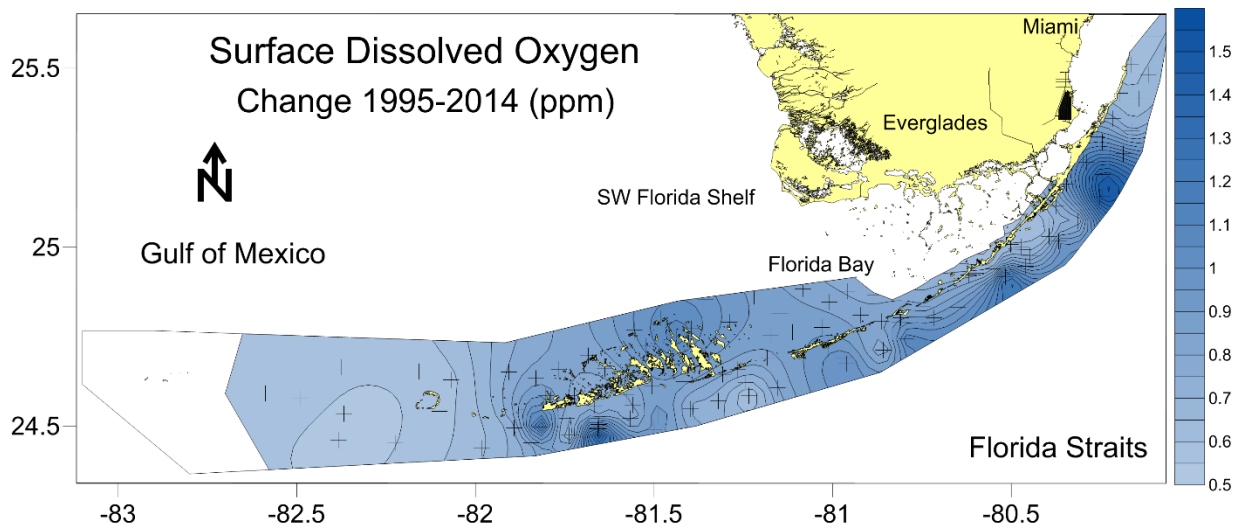 Surface Dissolved Oxygen
Change 1995-2014 (ppm)
N
Miami
Everglades
SW Florida Shelf
Gulf of Mexico
Florida Bay
Florida Straits
25.5
25
24.5
-83
-82.5
-82
-81.5
-81
-80.5
1.5
1.4
1.3
1.2
1.1
1
0.9
0.8
0.7
0.6
0.5